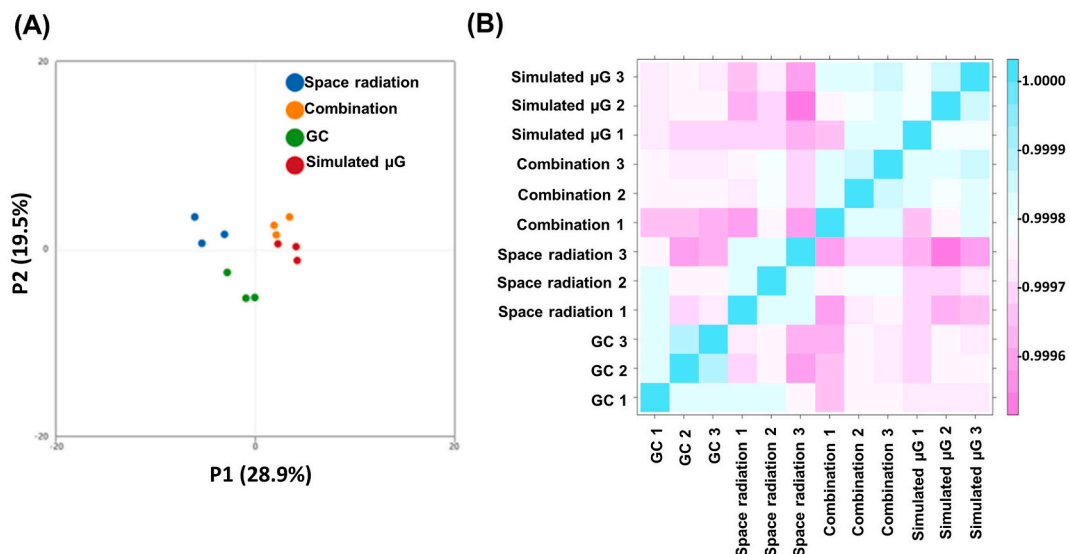 (A)
20
Space radiation
Combination
GC
Simulated µG
0
-20
-20
0
20
P2 (19.5%)
P1 (28.9%)
(B)
Simulated µG 3
Simulated µG 2
Simulated µG 1
Combination 3
Combination 2
Combination 1
Space radiation 3
Space radiation 2
Space radiation 1
GC 3
GC 2
GC 1
GC 1
GC 2
GC 3
Space radiation 1
Space radiation 2
Space radiation 3
Combination 1
Combination 2
Combination 3
Simulated µG 1
Simulated µG 2
Simulated µG 3
1.0000
0.9999
0.9998
0.9997
0.9996